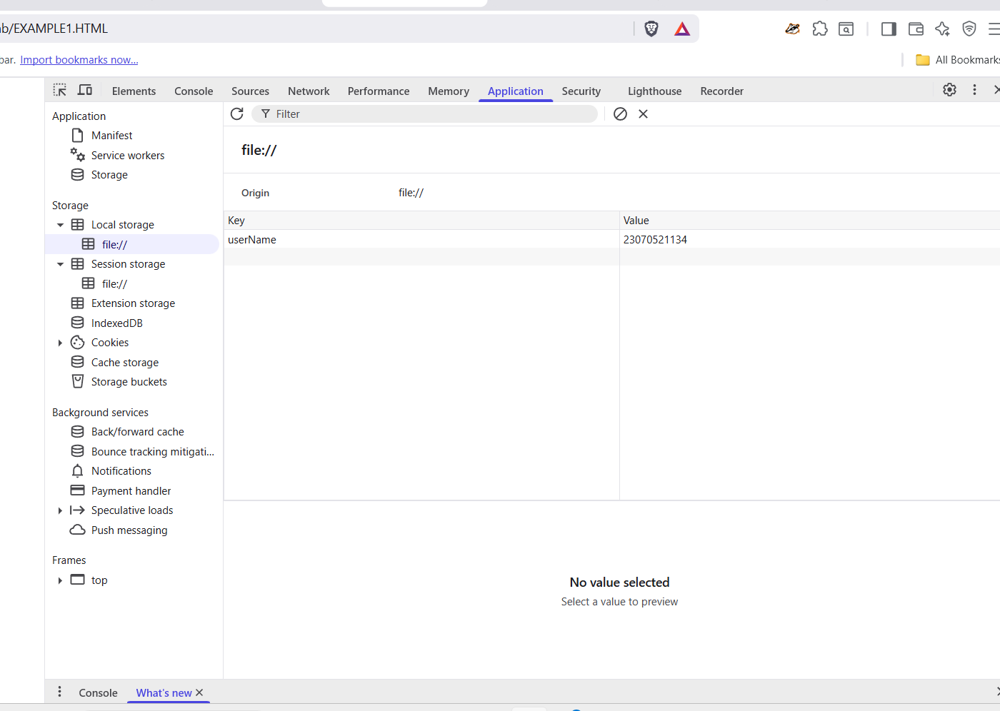 b/EXAMPLE1.HTML
bar. Import bookmarks now...
All Bookmarks
Elements Console Sources Network Performance Memory Application Security Lighthouse Recorder
Application
Manifest
Service workers
Storage
Storage
Local storage
file://
Session storage
file://
Extension storage
IndexedDB
Cookies
Cache storage
Storage buckets
Background services
Back/forward cache
Bounce tracking mitigati...
Notifications
Payment handler
Speculative loads
Push messaging
Frames
top
Filter
file://
Origin file://
Key Value
userName 23070521134
No value selected
Select a value to preview
Console What's new